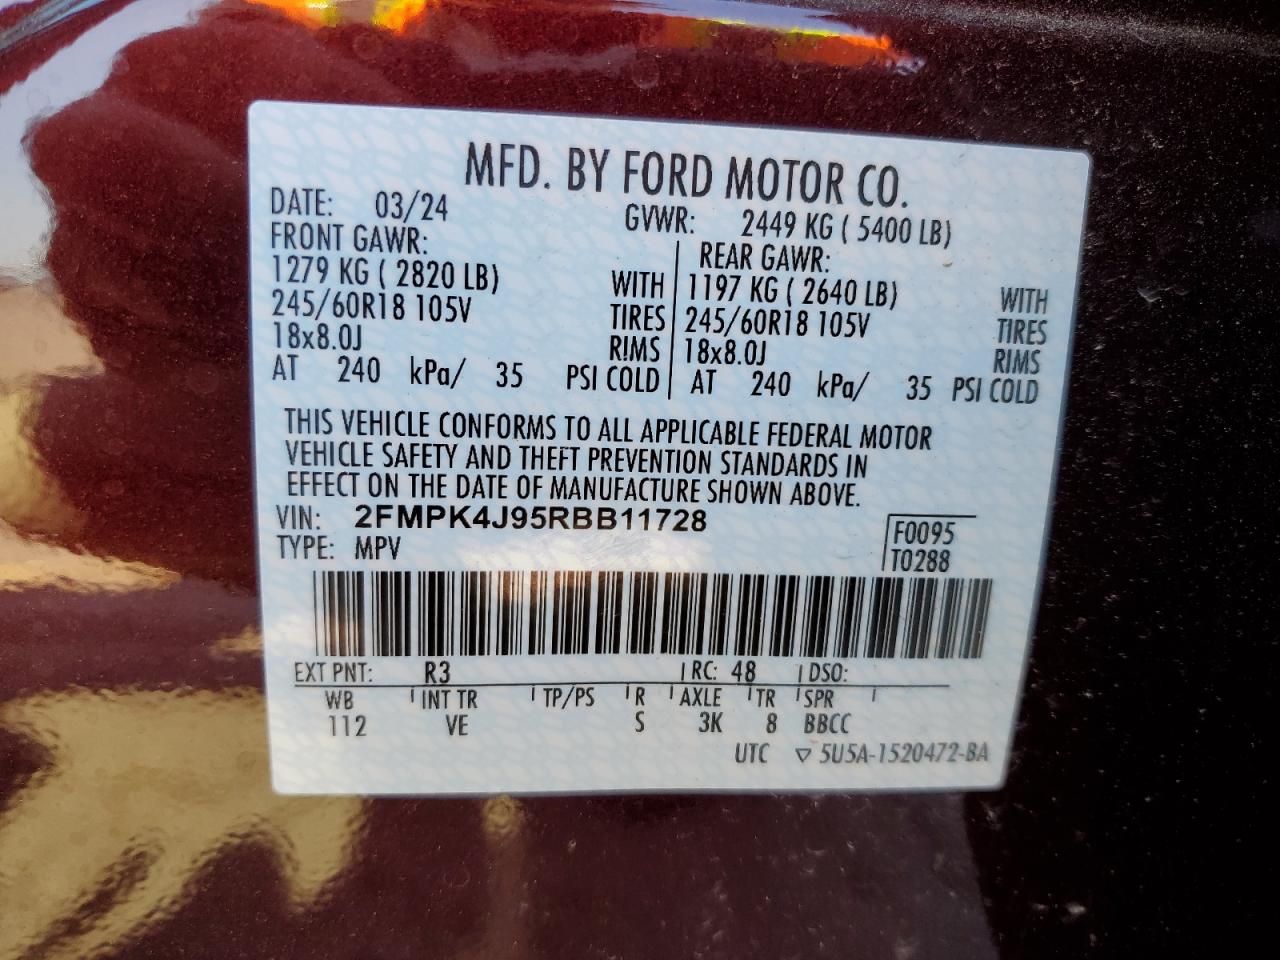 MFD. BY FORD MOTOR CO.
DATE: 03/24 GVWR: 2449 KG ( 5400 LB)
FRONT GAWR: REAR GAWR:
1279 KG ( 2820 LB) WITH 1197 KG ( 2640 LB) WITH
245/60R18 105V TIRES 245/60R18 105V TIRES
18x8.0J RIMS 18x8.0J RIMS
AT 240 kPa/ 35 PSI COLD AT 240 kPa/ 35 PSI COLD
THIS VEHICLE CONFORMS TO ALL APPLICABLE FEDERAL MOTOR
VEHICLE SAFETY AND THEFT PREVENTION STANDARDS IN
EFFECT ON THE DATE OF MANUFACTURE SHOWN ABOVE.
VIN: 2FMPK4J95RBB11728 F0095
TYPE: MPV T0288
EXT PNT: R3 RC: 48 DSO:
WB INT TR TP/PS R AXLE TR SPR
112 VE S 3K 8 BBCC
UTC ▽ 5U5A-1520472-BA